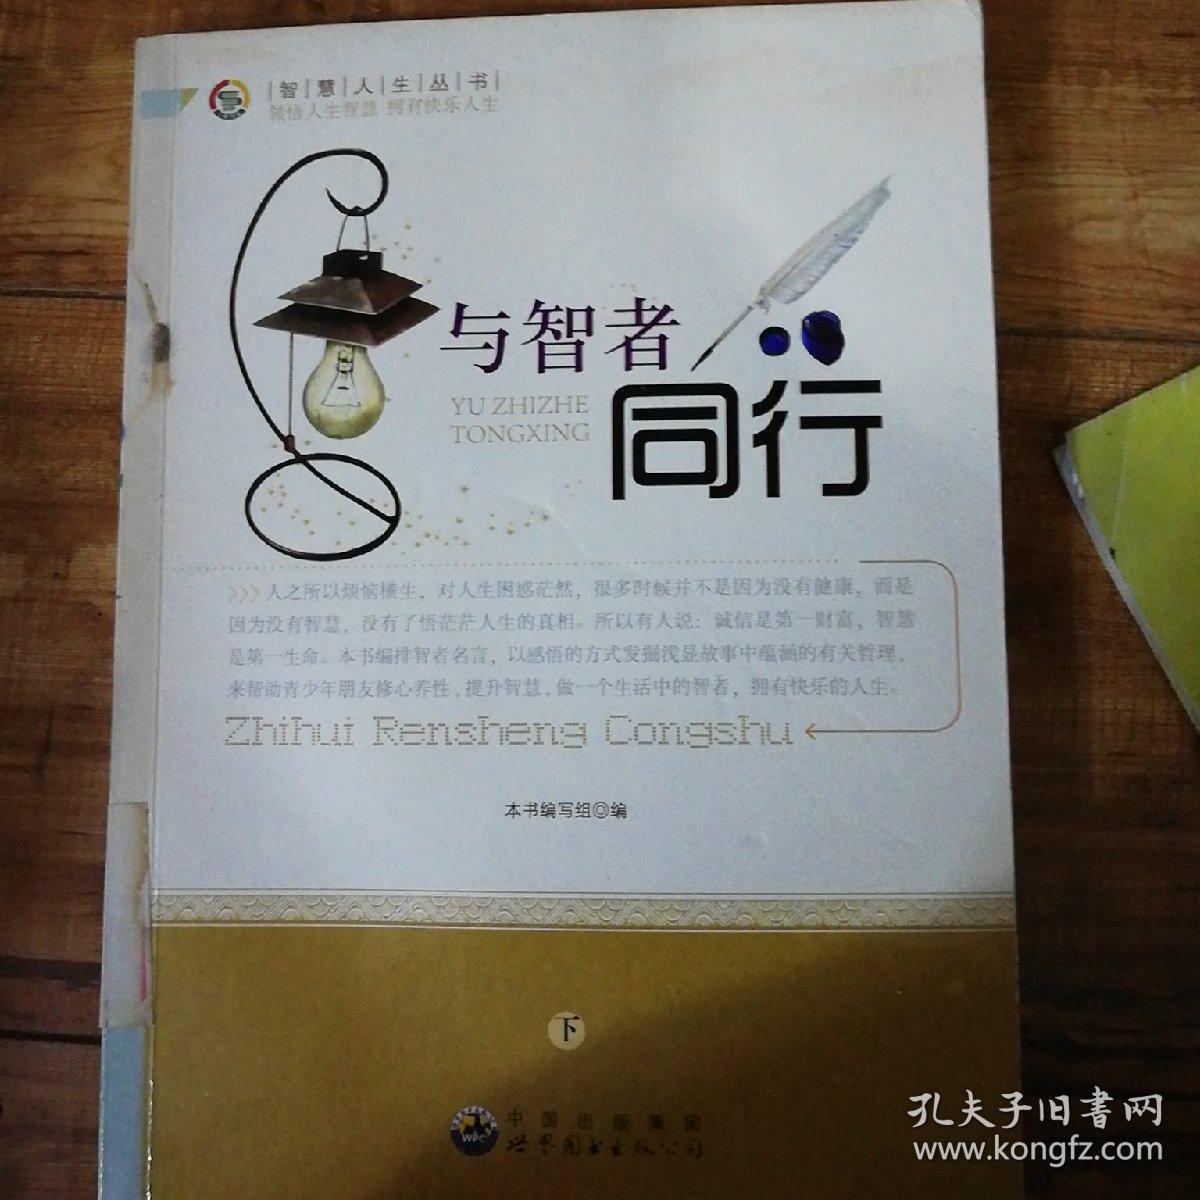 智慧人生丛书
领悟人生智慧 拥有快乐人生
与智者
同行
YU ZHIZHE
TONGXING
>>> 人之所以烦恼横生，对人生困惑茫然，很多时候并不是因为没有健康，而是
因为没有智慧，没有了悟茫茫人生的真相。所以有人说：诚信是第一财富，智慧
是第一生命。本书编排智者名言，以感悟的方式发掘浅显故事中蕴涵的有关哲理，
来帮助青少年朋友修心养性，提升智慧，做一个生活中的智者，拥有快乐的人生。
Zhihui Rensheng Congshu
本书编写组◎编
下
WPC
中国出版集团
世界图书出版公司
孔夫子旧書网
www.kongfz.com